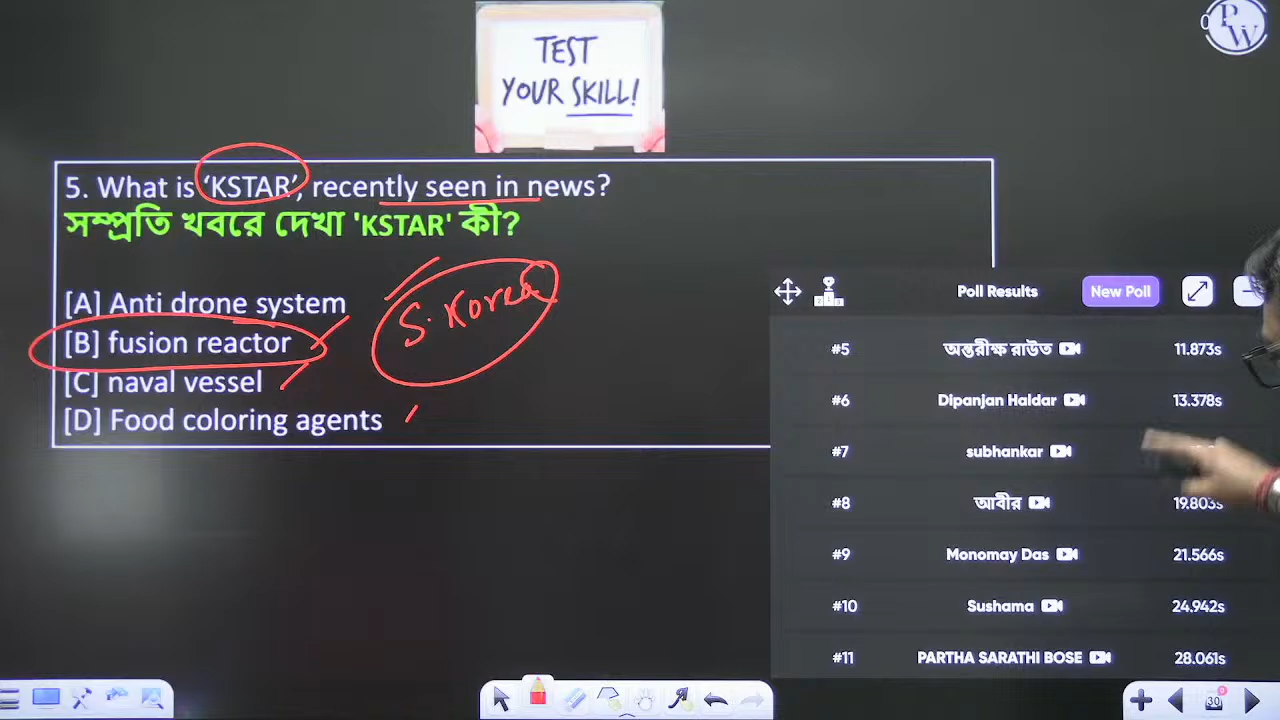 TEST
YOUR SKILL!
PW
5. What is ‘KSTAR’, recently seen in news?
সম্প্রতি খবরে দেখা 'KSTAR' কী?
[A] Anti drone system
[B] fusion reactor
[C] naval vessel
[D] Food coloring agents
S. Korea
Poll Results
New Poll
#5 অন্তরীক্ষ রাউত 11.873s
#6 Dipanjan Haldar 13.378s
#7 subhankar
#8 আবীর 19.803s
#9 Monomay Das 21.566s
#10 Sushama 24.942s
#11 PARTHA SARATHI BOSE 28.061s
30